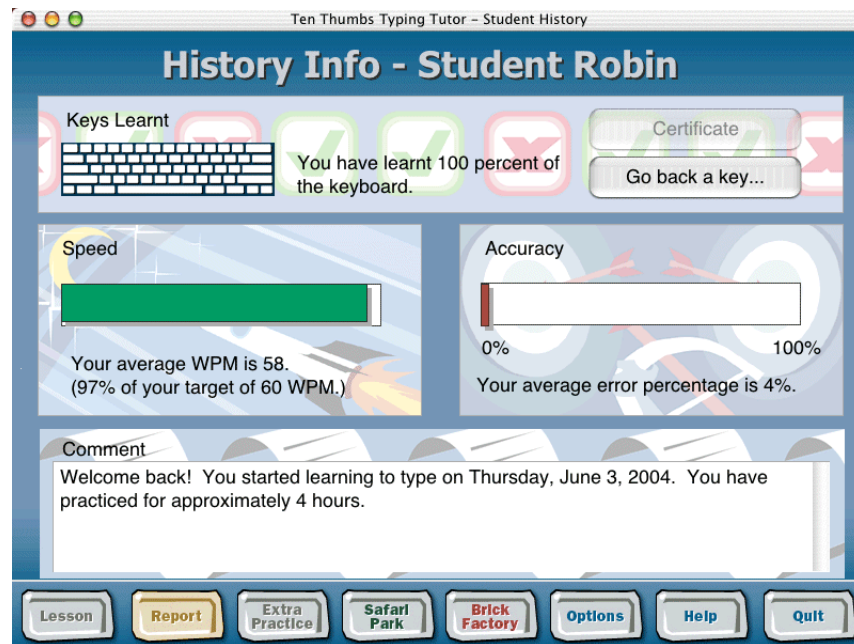 Ten Thumbs Typing Tutor – Student History
History Info - Student Robin
Keys Learnt
You have learnt 100 percent of
the keyboard.
Certificate
Go back a key...
Speed
Your average WPM is 58.
(97% of your target of 60 WPM.)
Accuracy
0%
100%
Your average error percentage is 4%.
Comment
Welcome back!  You started learning to type on Thursday, June 3, 2004.  You have
practiced for approximately 4 hours.
Lesson
Report
Extra
Practice
Safari
Park
Brick
Factory
Options
Help
Quit